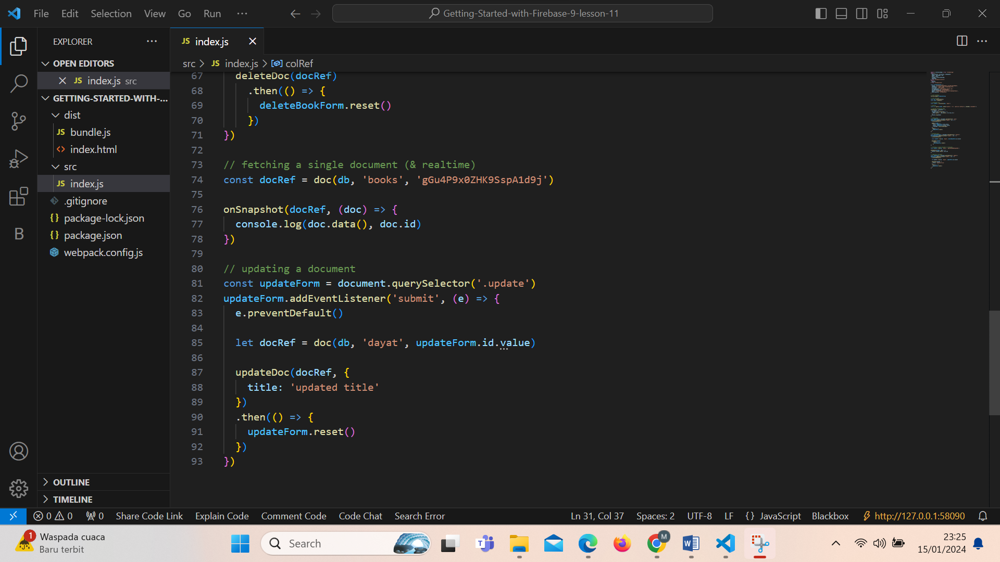 File Edit Selection View Go Run ···
Getting-Started-with-Firebase-9-lesson-11
EXPLORER
OPEN EDITORS
JS index.js src
GETTING-STARTED-WITH-...
dist
JS bundle.js
<> index.html
src
JS index.js
.gitignore
{} package-lock.json
{} package.json
webpack.config.js
B
OUTLINE
TIMELINE
JS index.js
src > JS index.js > colRef
67 deleteDoc(docRef)
68 .then(() => {
69 deleteBookForm.reset()
70 })
71 })
72
73 // fetching a single document (& realtime)
74 const docRef = doc(db, 'books', 'gGu4P9x0ZHK9SspA1d9j')
75
76 onSnapshot(docRef, (doc) => {
77 console.log(doc.data(), doc.id)
78 })
79
80 // updating a document
81 const updateForm = document.querySelector('.update')
82 updateForm.addEventListener('submit', (e) => {
83 e.preventDefault()
84
85 let docRef = doc(db, 'dayat', updateForm.id.value)
86
87 updateDoc(docRef, {
88 title: 'updated title'
89 })
90 .then(() => {
91 updateForm.reset()
92 })
93 })
0 0 0 Share Code Link Explain Code Comment Code Code Chat Search Error Ln 31, Col 37 Spaces: 2 UTF-8 LF {} JavaScript Blackbox http://127.0.0.1:58090
1 Waspada cuaca
Baru terbit
Search
M
23:25
15/01/2024